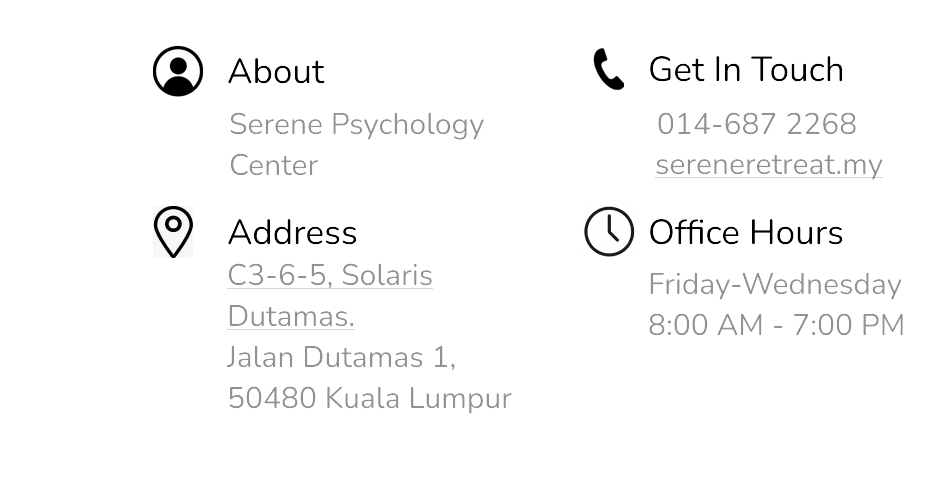 About
Serene Psychology
Center
Get In Touch
014-687 2268
sereneretreat.my
Address
C3-6-5, Solaris
Dutamas.
Jalan Dutamas 1,
50480 Kuala Lumpur
Office Hours
Friday-Wednesday
8:00 AM - 7:00 PM